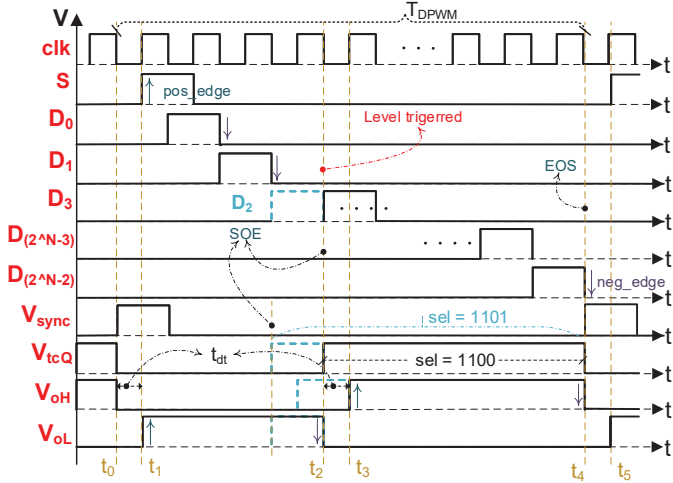 V
T_DPWM
clk
t
S
pos_edge
t
D_0
Level trigerred
t
D_1
EOS
t
D_3
D_2
. . . .
t
D_(2^N-3)
SOE
. . . .
t
D_(2^N-2)
neg_edge
t
V_sync
sel = 1101
t
V_tcQ
t_dt
sel = 1100
t
V_oH
t
V_oL
t
t_0
t_1
t_2
t_3
t_4
t_5